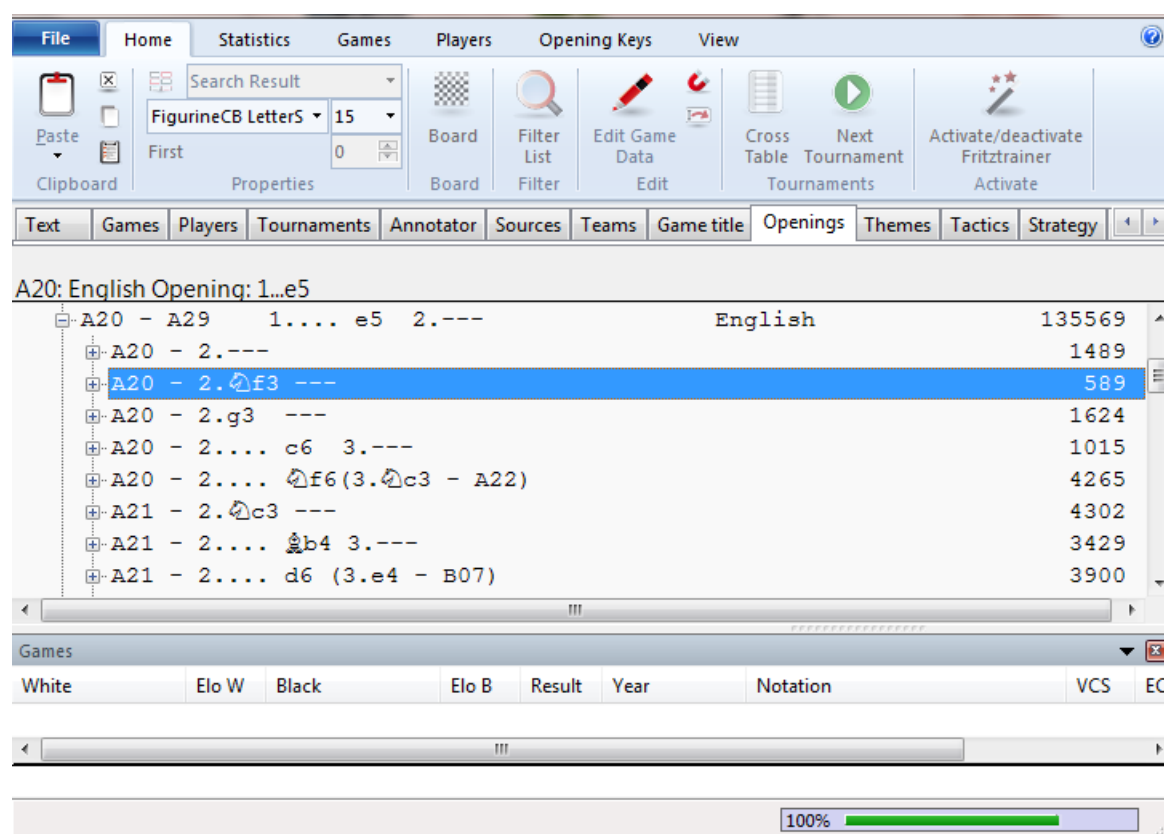 File Home Statistics Games Players Opening Keys View
Search Result
FigurineCB LetterS 15
Paste
First 0
Board
Filter List
Edit Game Data
Cross Table
Next Tournament
Activate/deactivate Fritztrainer
Clipboard Properties Board Filter Edit Tournaments Activate
Text Games Players Tournaments Annotator Sources Teams Game title Openings Themes Tactics Strategy
A20: English Opening: 1...e5
A20 - A29 1.... e5 2.--- English 135569
A20 - 2.--- 1489
A20 - 2.♘f3 --- 589
A20 - 2.g3 --- 1624
A20 - 2.... c6 3.--- 1015
A20 - 2.... ♘f6(3.♘c3 - A22) 4265
A21 - 2.♘c3 --- 4302
A21 - 2.... ♗b4 3.--- 3429
A21 - 2.... d6 (3.e4 - B07) 3900
Games
White Elo W Black Elo B Result Year Notation VCS EC
100%